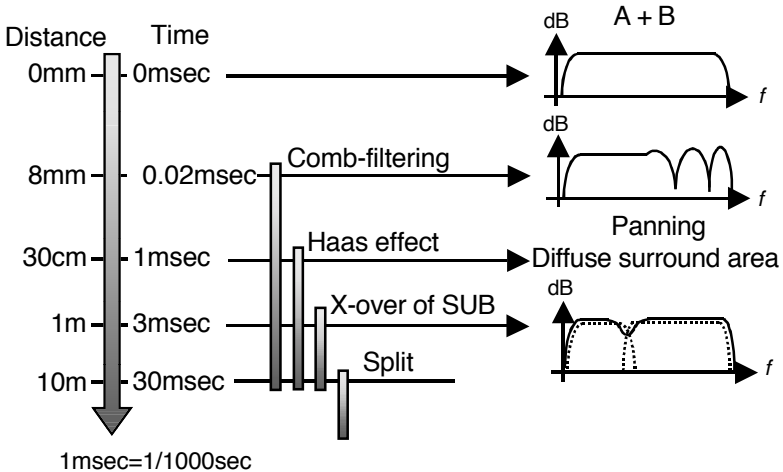 A + B
Distance Time
dB
0mm 0msec
f
dB
8mm 0.02msec Comb-filtering
f
Panning
30cm 1msec Haas effect Diffuse surround area
dB
1m 3msec X-over of SUB
10m 30msec Split
f
1msec=1/1000sec